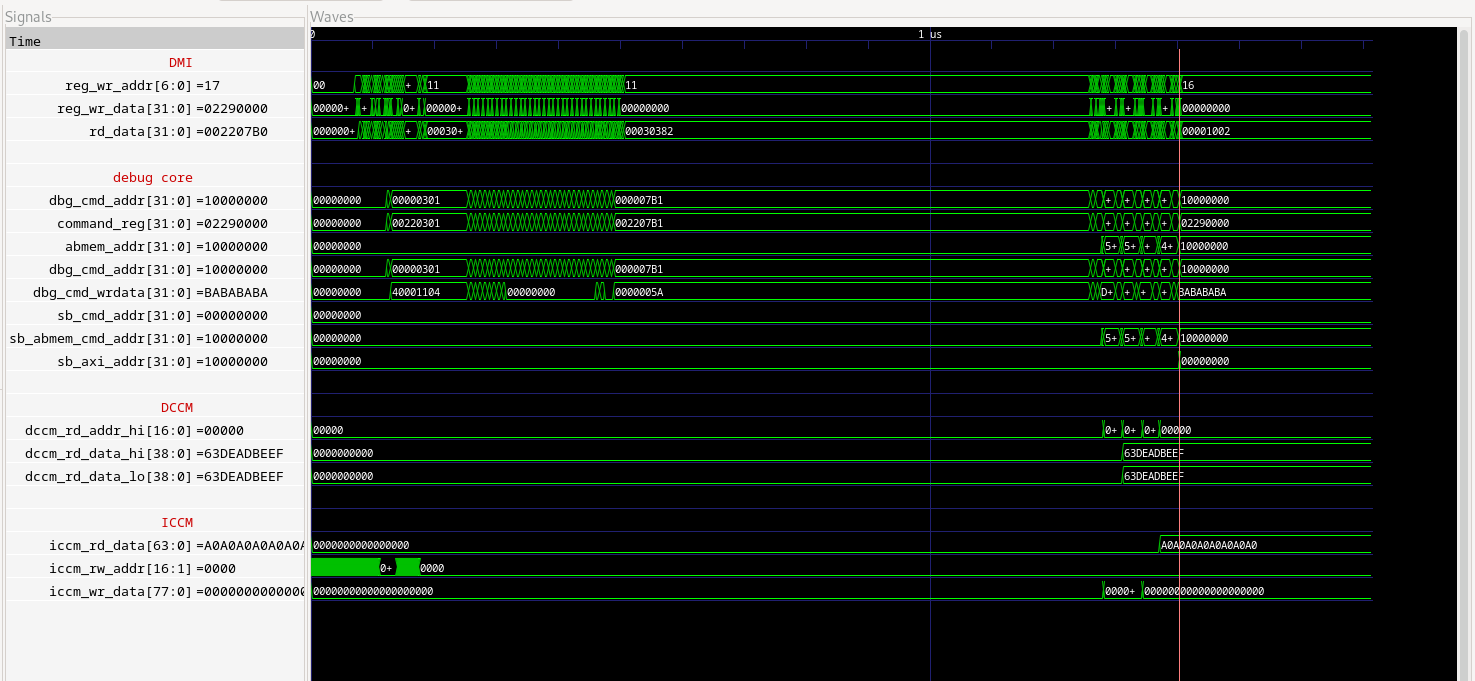 Signals Waves
Time 0 1 us
DMI
reg_wr_addr[6:0] =17 00 + 11 11 16
reg_wr_data[31:0] =02290000 00000+ + 0+ 00000+ 00000000 + + + 00000000
rd_data[31:0] =002207B0 000000+ + 00030+ 00030382 00001002
debug core
dbg_cmd_addr[31:0] =10000000 00000000 00000301 000007B1 + + + + 10000000
command_reg[31:0] =02290000 00000000 00220301 002207B1 + + + + 02290000
abmem_addr[31:0] =10000000 00000000 5+ 5+ + 4+ 10000000
dbg_cmd_addr[31:0] =10000000 00000000 00000301 000007B1 + + + + 10000000
dbg_cmd_wrdata[31:0] =BABABABA 00000000 40001104 00000000 0000005A D+ + + + BABABABA
sb_cmd_addr[31:0] =00000000 00000000
sb_abmem_cmd_addr[31:0] =10000000 00000000 5+ 5+ + 4+ 10000000
sb_axi_addr[31:0] =10000000 00000000 00000000
DCCM
dccm_rd_addr_hi[16:0] =00000 00000 0+ 0+ 0+ 00000
dccm_rd_data_hi[38:0] =63DEADBEEF 0000000000 63DEADBEEF
dccm_rd_data_lo[38:0] =63DEADBEEF 0000000000 63DEADBEEF
ICCM
iccm_rd_data[63:0] =A0A0A0A0A0A0A 0000000000000000 A0A0A0A0A0A0A0A0
iccm_rw_addr[16:1] =0000 0+ 0000
iccm_wr_data[77:0] =0000000000000 00000000000000000000 0000+ 00000000000000000000